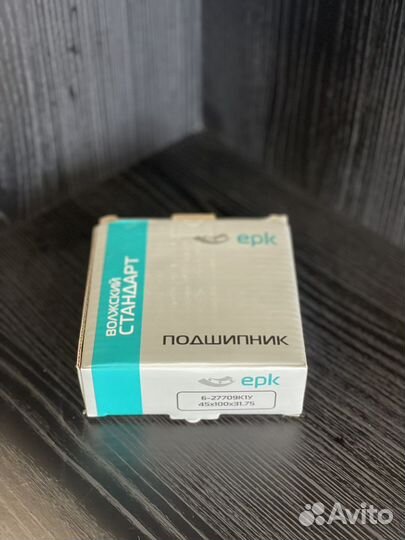 epk
ВОЛЖСКИЙ
СТАНДАРТ
ПОДШИПНИК
epk
6-27709К1У
45x100x31,75
Avito